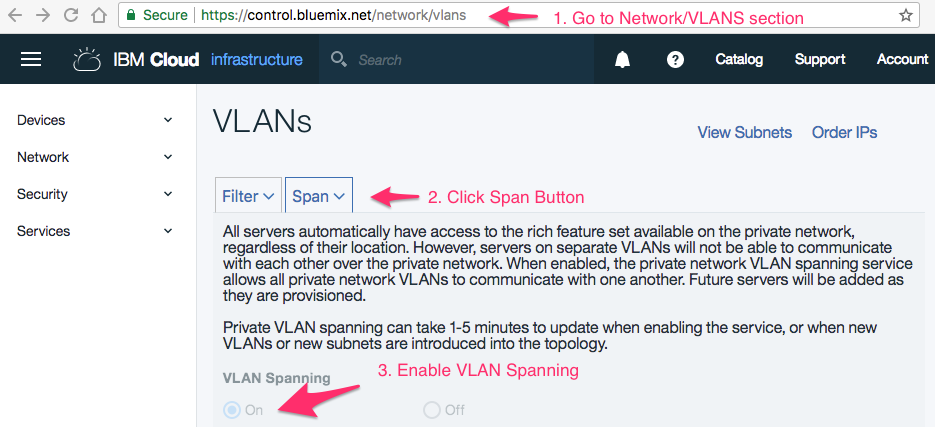 Secure https://control.bluemix.net/network/vlans 1. Go to Network/VLANS section
IBM Cloud infrastructure Search Catalog Support Account
Devices
Network
Security
Services
VLANs
View Subnets Order IPs
Filter Span 2. Click Span Button
All servers automatically have access to the rich feature set available on the private network,
regardless of their location. However, servers on separate VLANs will not be able to communicate
with each other over the private network. When enabled, the private network VLAN spanning service
allows all private network VLANs to communicate with one another. Future servers will be added as
they are provisioned.
Private VLAN spanning can take 1-5 minutes to update when enabling the service, or when new
VLANs or new subnets are introduced into the topology.
VLAN Spanning 3. Enable VLAN Spanning
On Off